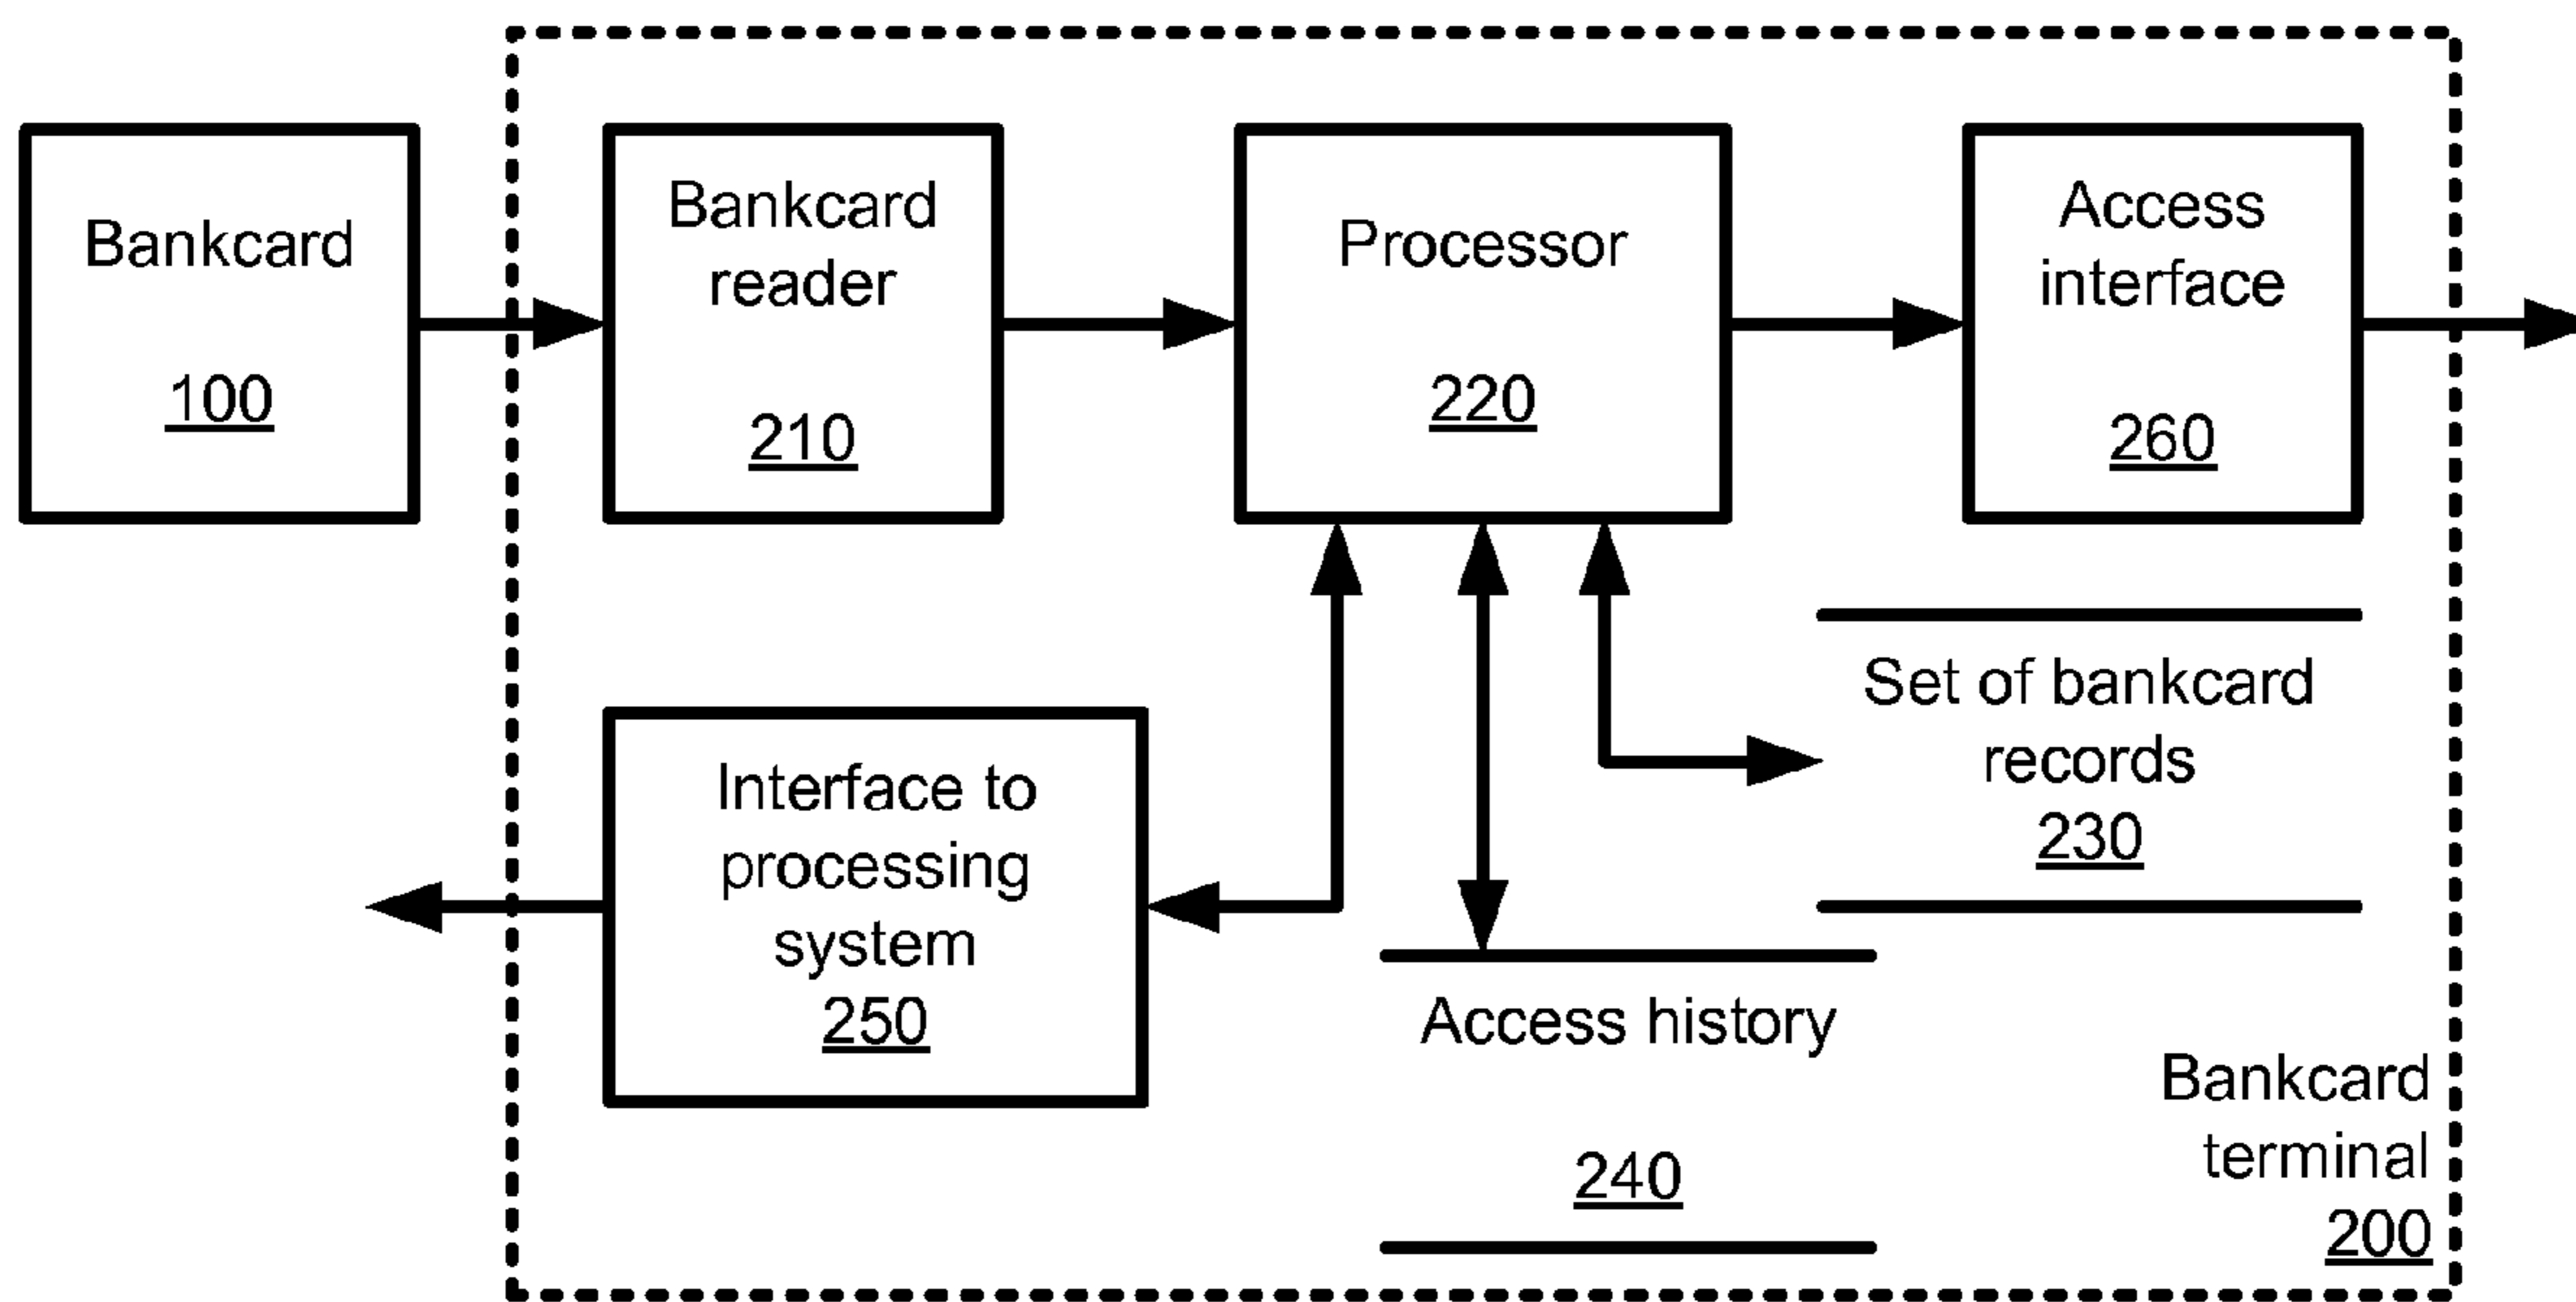 Bankcard
100
Bankcard
reader
210
Processor
220
Access
interface
260
Interface to
processing
system
250
Access history
240
Set of bankcard
records
230
Bankcard
terminal
200